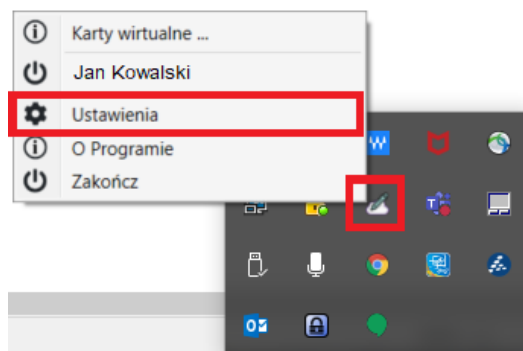 Karty wirtualne ...
Jan Kowalski
Ustawienia
O Programie
Zakończ